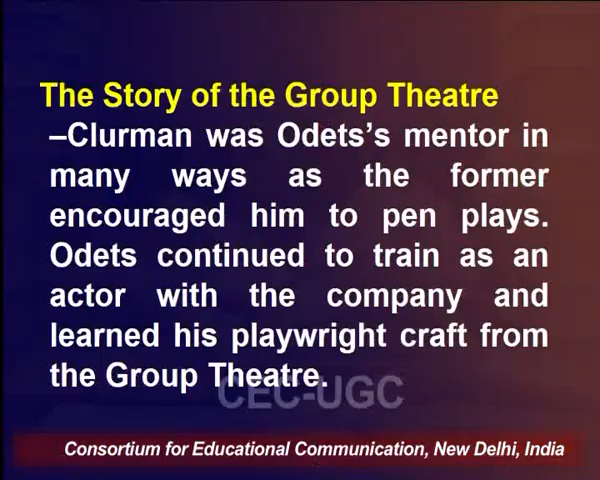 The Story of the Group Theatre
–Clurman was Odets’s mentor in
many ways as the former
encouraged him to pen plays.
Odets continued to train as an
actor with the company and
learned his playwright craft from
the Group Theatre.
CEC-UGC
Consortium for Educational Communication, New Delhi, India